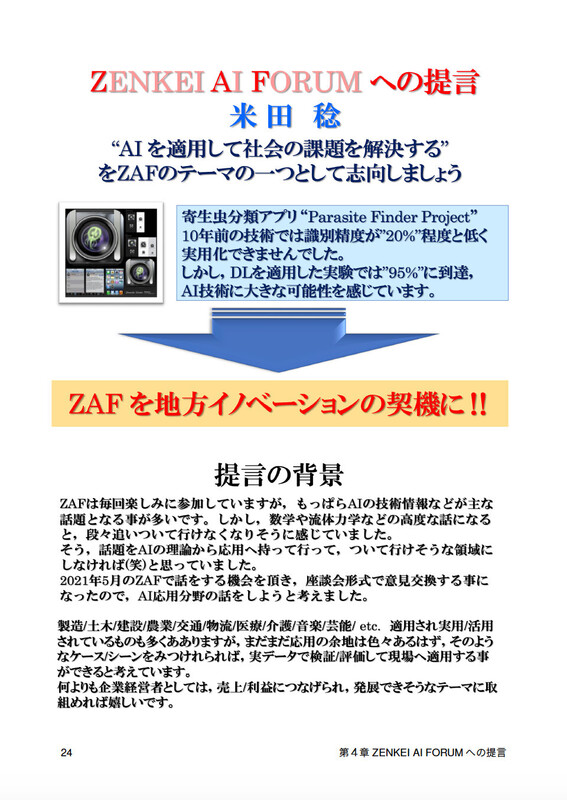 ZENKEI AI FORUM への提言
米田 稔
“AI を適用して社会の課題を解決する”
をZAFのテーマの一つとして志向しましょう
寄生虫分類アプリ“Parasite Finder Project”
10年前の技術では識別精度が”20%”程度と低く
実用化できませんでした。
しかし，DLを適用した実験では”95%”に到達，
AI技術に大きな可能性を感じています。
ZAF を地方イノベーションの契機に!!
提言の背景
ZAFは毎回楽しみに参加していますが，もっぱらAIの技術情報などが主な
話題となる事が多いです。しかし，数学や流体力学などの高度な話になる
と，段々追いついて行けなくなりそうに感じていました。
そう，話題をAIの理論から応用へ持って行って，ついて行けそうな領域に
しなければ(笑)と思っていました。
2021年5月のZAFで話をする機会を頂き，座談会形式で意見交換する事に
なったので，AI応用分野の話をしようと考えました。
製造/土木/建設/農業/交通/物流/医療/介護/音楽/芸能/ etc. 適用され実用/活用
されているものも多くあありますが，まだまだ応用の余地は色々あるはず，そのよう
なケース/シーンをみつけれられば，実データで検証/評価して現場へ適用する事
ができると考えています。
何よりも企業経営者としては，売上/利益につなげられ，発展できそうなテーマに取
組めれば嬉しいです。
24
第 4 章 ZENKEI AI FORUM への提言